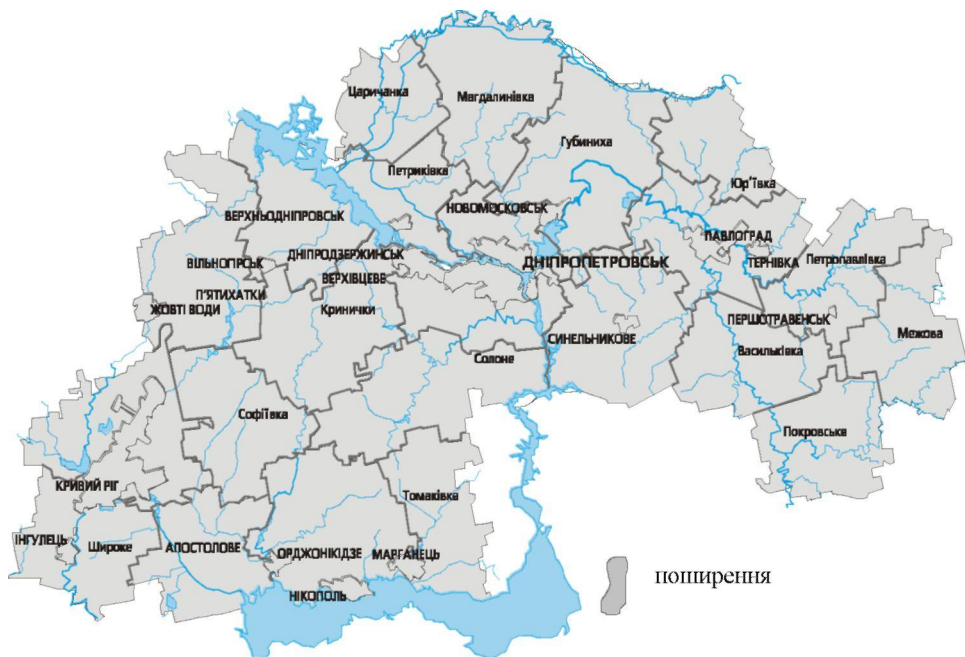 Царичанка
Магдалинівка
Губиниха
Петриківка
Юр'ївка
НОВОМОСКОВСЬК
ВЕРХНЬОДНІПРОВСЬК
ПАВЛОГРАД
ДНІПРОДЗЕРЖИНСЬК
ДНІПРОПЕТРОВСЬК
ТЕРНІВКА
Петропавлівка
ВІЛЬНОГІРСЬК
ВЕРХІВЦЕВЕ
П'ЯТИХАТКИ
ЖОВТІ ВОДИ
Кринички
ПЕРШОТРАВЕНСЬК
СИНЕЛЬНИКОВЕ
Межова
Солоне
Васильківка
Софіївка
Покровське
КРИВИЙ РІГ
Томаківка
ІНГУЛЕЦЬ
Широке
АПОСТОЛОВЕ
ОРДЖОНІКІДЗЕ
МАРГАНЕЦЬ
НІКОПОЛЬ
поширення